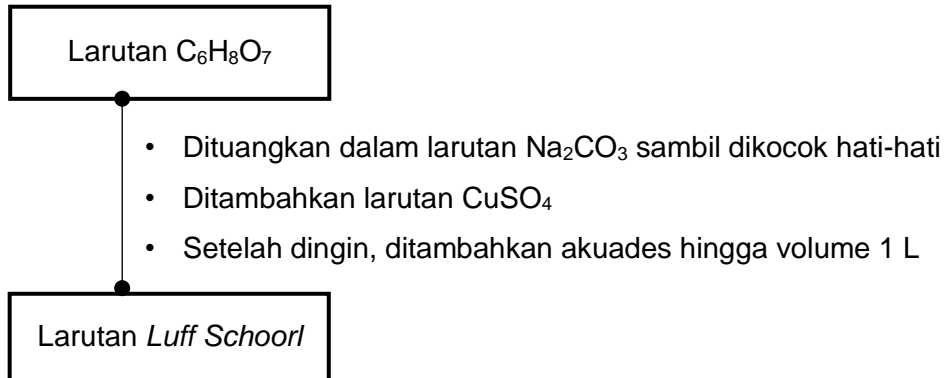 Larutan C₆H₈O₇
• Dituangkan dalam larutan Na₂CO₃ sambil dikocok hati-hati
• Ditambahkan larutan CuSO₄
• Setelah dingin, ditambahkan akuades hingga volume 1 L
Larutan Luff Schoorl